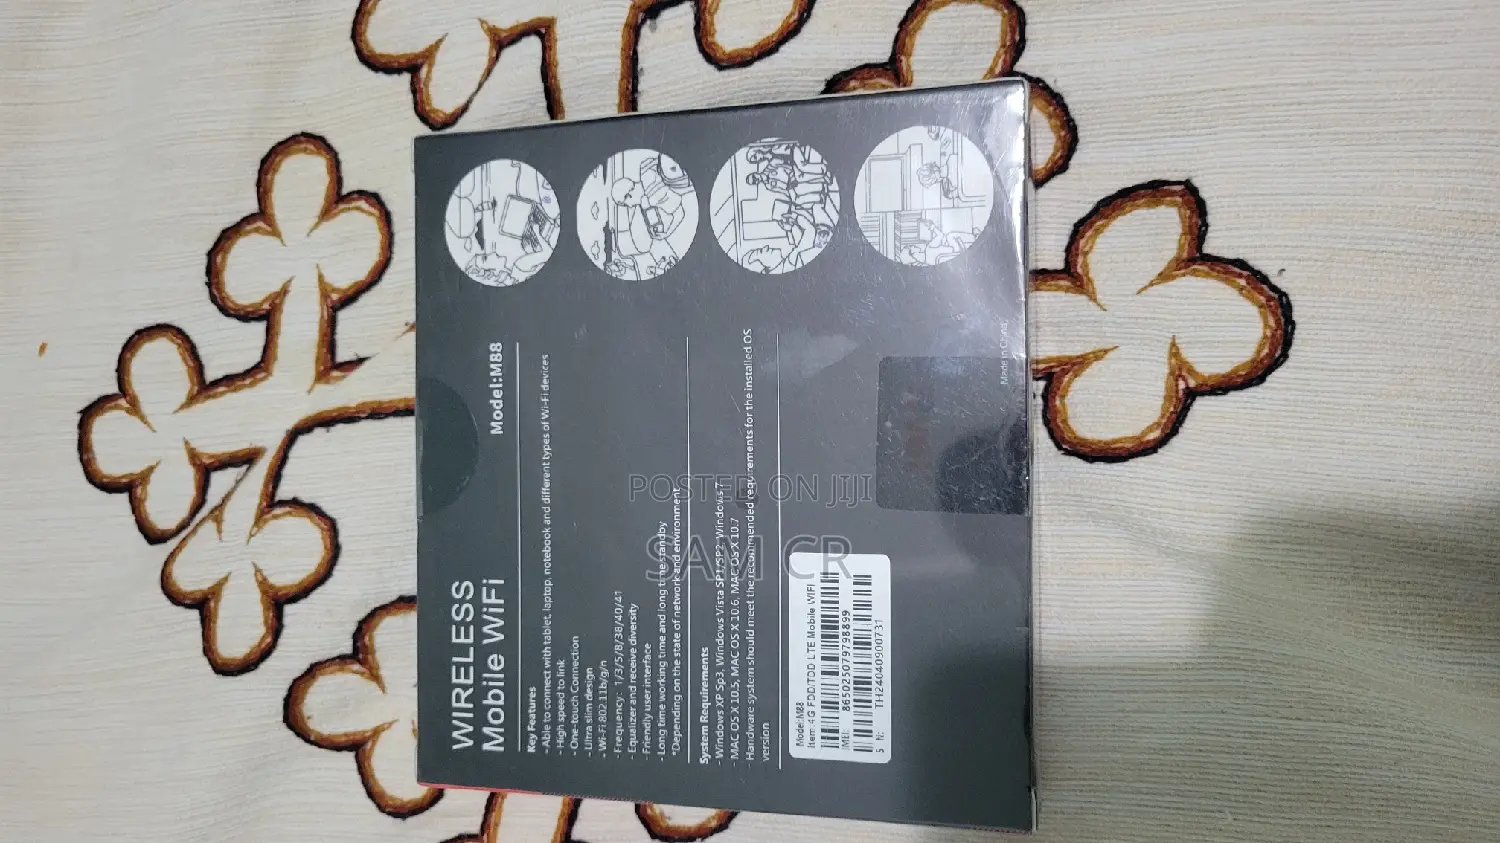 WIRELESS
Mobile WiFi
Model:M88
Key Features
- Able to connect with tablet, laptop, notebook and different types of Wi-Fi devices
- High speed to link
- One-touch Connection
- Ultra slim design
- Wi-Fi 802.11b/g/n
- Frequency: 1/3/5/8/38/40/41
- Equalizer and receive diversity
- Friendly user interface
- Long time working time and long time standby
*Depending on the state of network and environment
System Requirements
- Windows XP Sp3, Windows Vista SP1/SP2, Windows 7
- MAC OS X 10.5, MAC OS X 10.6, MAC OS X 10.7
- Hardware system should meet the recommended requirements for the installed OS
version
Model:M88
Item:4G FDD/TDD LTE Mobile WIFI
IMEI: 865025079798899
S N: TH24040900731
Made in China
POSTED ON JIJI
SAM CR